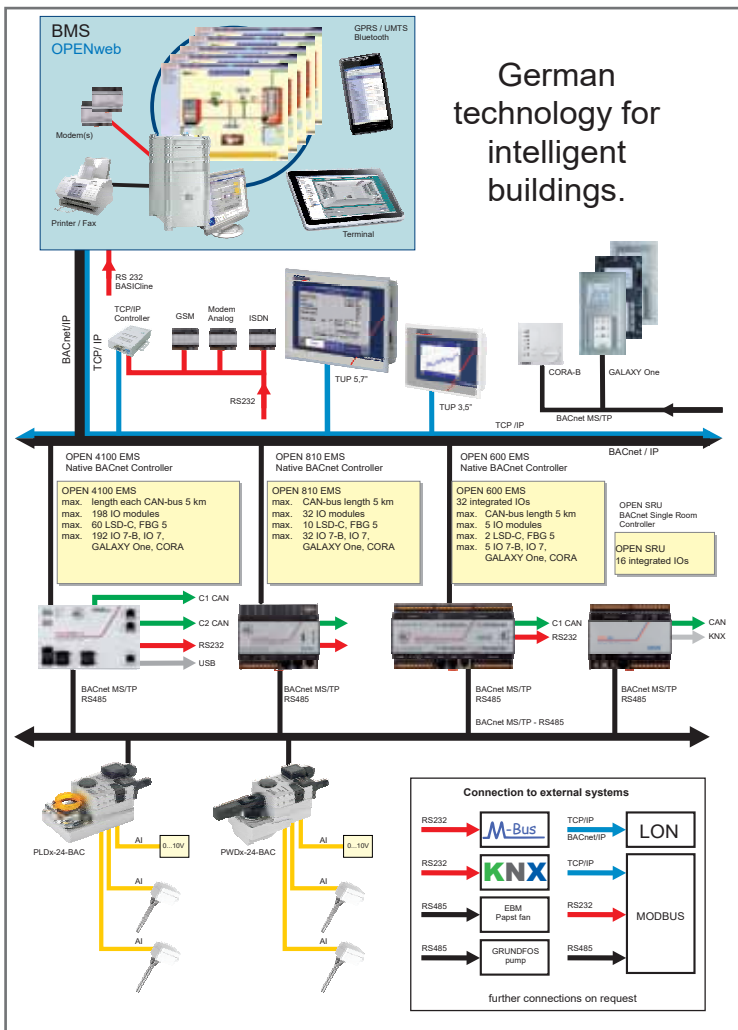 BMS
OPENweb
GPRS / UMTS
Bluetooth
Modem(s)
Printer / Fax
Terminal
German
technology for
intelligent
buildings.
RS 232
BASICline
BACnet/IP
TCP/ IP
TCP/IP
Controller
GSM
Modem
Analog
ISDN
RS232
TUP 5,7"
TUP 3,5"
CORA-B
GALAXY One
BACnet MS/TP
TCP /IP
BACnet / IP
OPEN 4100 EMS
Native BACnet Controller
OPEN 4100 EMS
max. length each CAN-bus 5 km
max. 198 IO modules
max. 60 LSD-C, FBG 5
max. 192 IO 7-B, IO 7,
GALAXY One, CORA
OPEN 810 EMS
Native BACnet Controller
OPEN 810 EMS
max. CAN-bus length 5 km
max. 32 IO modules
max. 10 LSD-C, FBG 5
max. 32 IO 7-B, IO 7,
GALAXY One, CORA
OPEN 600 EMS
Native BACnet Controller
OPEN 600 EMS
32 integrated IOs
max. CAN-bus length 5 km
max. 5 IO modules
max. 2 LSD-C, FBG 5
max. 5 IO 7-B, IO 7,
GALAXY One, CORA
OPEN SRU
BACnet Single Room
Controller
OPEN SRU
16 integrated IOs
C1 CAN
C2 CAN
RS232
USB
C1 CAN
RS232
CAN
KNX
BACnet MS/TP
RS485
BACnet MS/TP
RS485
BACnet MS/TP
RS485
BACnet MS/TP
RS485
BACnet MS/TP - RS485
PLDx-24-BAC
AI
0...10V
AI
AI
PWDx-24-BAC
AI
0...10V
AI
AI
Connection to external systems
RS232
M-Bus
TCP/IP
BACnet/IP
LON
RS232
KNX
TCP/IP
RS485
EBM
Papst fan
RS232
MODBUS
RS485
GRUNDFOS
pump
RS485
further connections on request